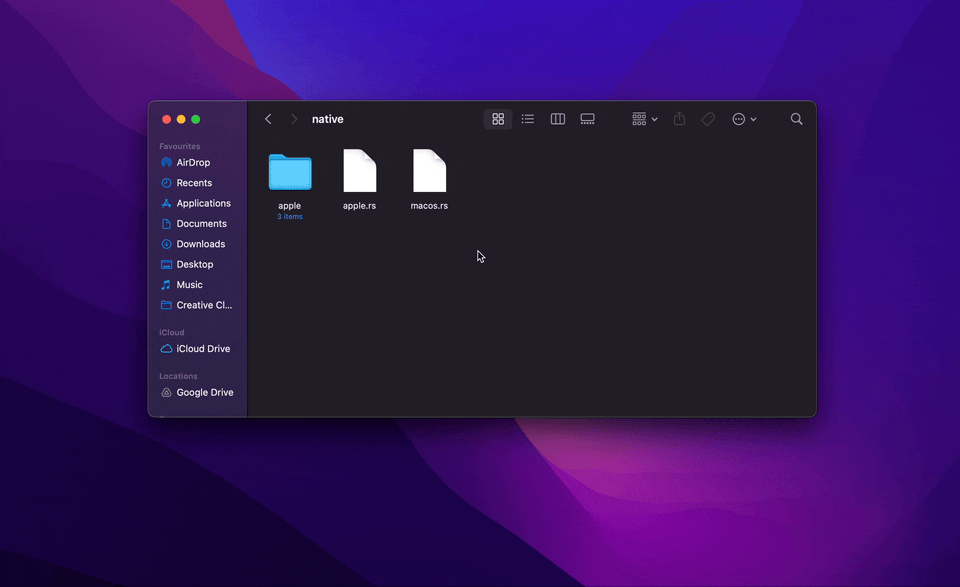 native
Favourites
AirDrop
Recents
Applications
Documents
Downloads
Desktop
Music
Creative Cl...
iCloud
iCloud Drive
Locations
Google Drive
apple
3 items
apple.rs
macos.rs